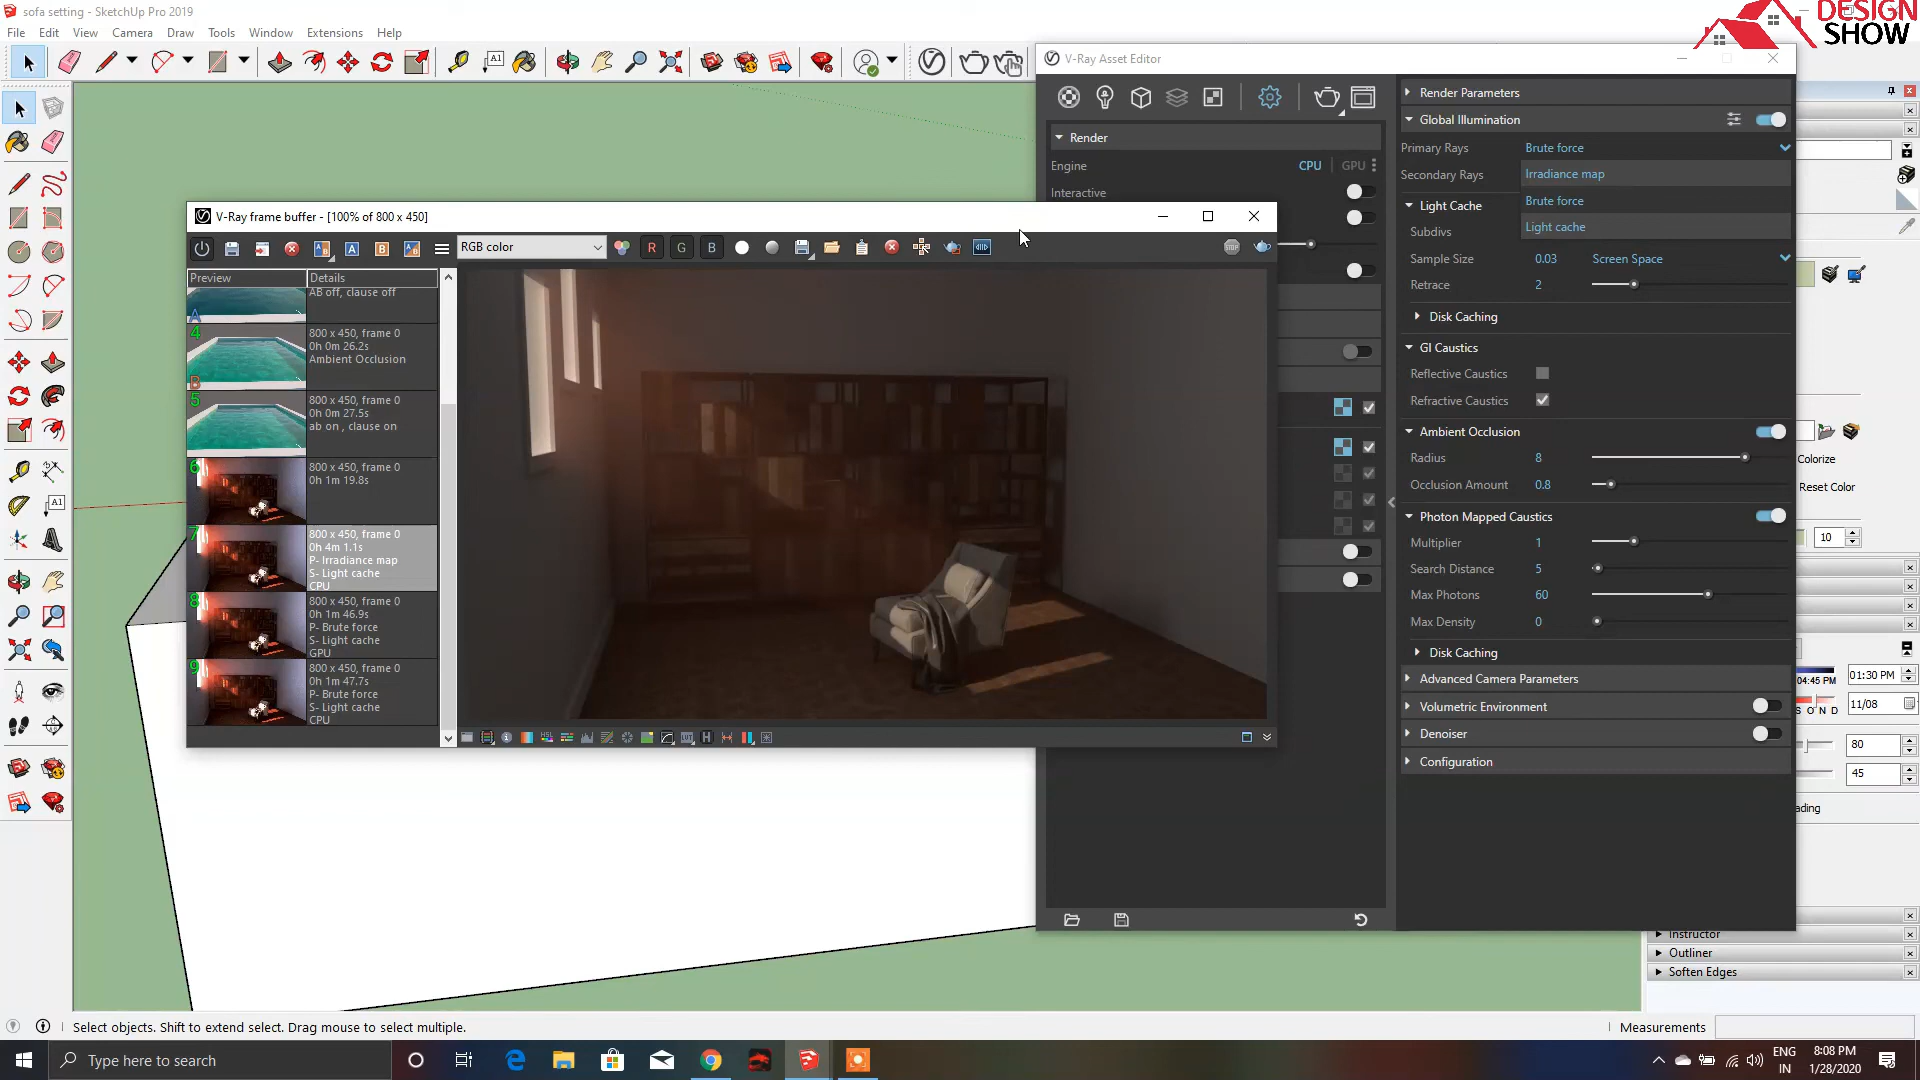 sofa setting - SketchUp Pro 2019
DESIGN
SHOW
File Edit View Camera Draw Tools Window Extensions Help
V-Ray Asset Editor
Render
Engine CPU GPU
Interactive
Render Parameters
Global Illumination
Primary Rays Brute force
Secondary Rays Irradiance map
Brute force
Light cache
Light Cache
Subdivs
Sample Size 0.03 Screen Space
Retrace 2
Disk Caching
GI Caustics
Reflective Caustics
Refractive Caustics
Ambient Occlusion
Radius 8
Occlusion Amount 0.8
Photon Mapped Caustics
Multiplier 1
Search Distance 5
Max Photons 60
Max Density 0
Disk Caching
Advanced Camera Parameters
Volumetric Environment
Denoiser
Configuration
V-Ray frame buffer - [100% of 800 x 450]
RGB color
R G B
Preview Details
AB off, clause off
A
4
800 x 450, frame 0
0h 0m 26.2s
Ambient Occlusion
B
5
800 x 450, frame 0
0h 0m 27.5s
ab on , clause on
6
800 x 450, frame 0
0h 1m 19.8s
7
800 x 450, frame 0
0h 4m 1.1s
P- Irradiance map
S- Light cache
CPU
8
800 x 450, frame 0
0h 1m 46.9s
P- Brute force
S- Light cache
GPU
9
800 x 450, frame 0
0h 1m 47.7s
P- Brute force
S- Light cache
CPU
Colorize
Reset Color
10
04:45 PM 01:30 PM
S O N D 11/08
80
45
ading
Instructor
Outliner
Soften Edges
Select objects. Shift to extend select. Drag mouse to select multiple.
Measurements
Type here to search
ENG
IN
8:08 PM
1/28/2020